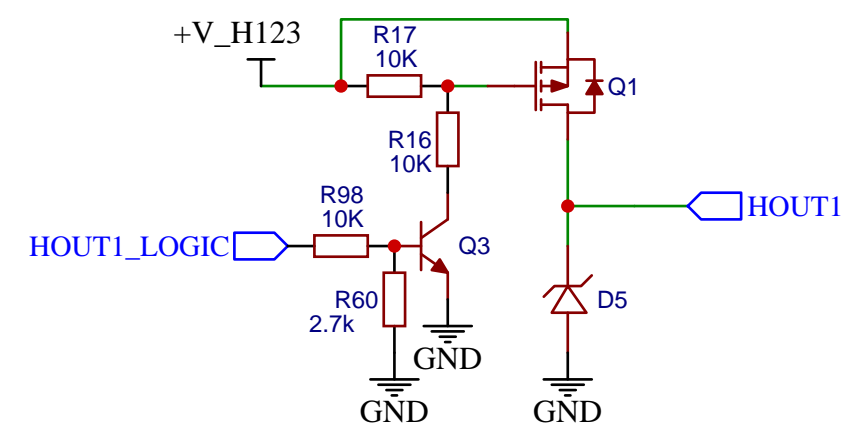 +V_H123
R17
10K
Q1
R16
10K
R98
10K
HOUT1
HOUT1_LOGIC
Q3
R60
2.7k
D5
GND
GND
GND